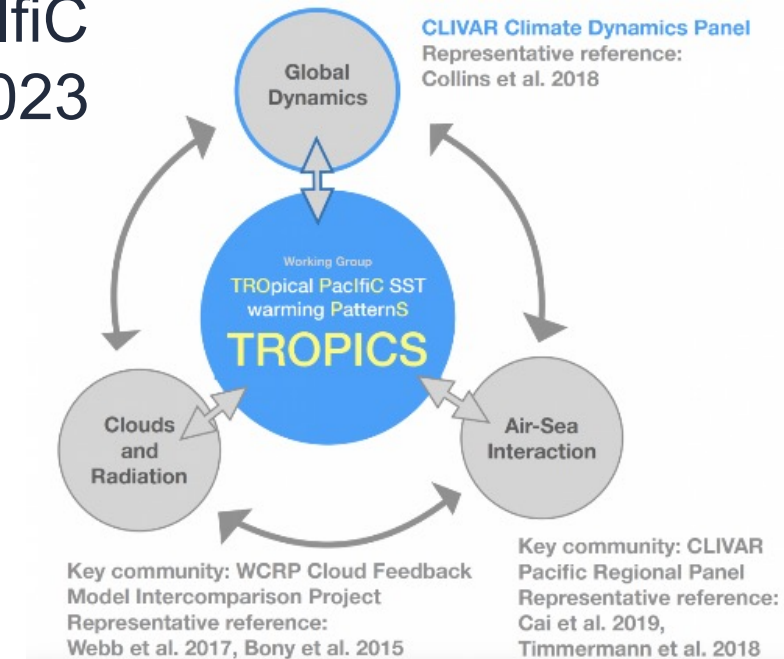 lfiC
023
CLIVAR Climate Dynamics Panel
Representative reference:
Collins et al. 2018
Global
Dynamics
Working Group
TROpical PacIfiC SST
warming PatternS
TROPICS
Clouds
and
Radiation
Air-Sea
Interaction
Key community: WCRP Cloud Feedback
Model Intercomparison Project
Representative reference:
Webb et al. 2017, Bony et al. 2015
Key community: CLIVAR
Pacific Regional Panel
Representative reference:
Cai et al. 2019,
Timmermann et al. 2018